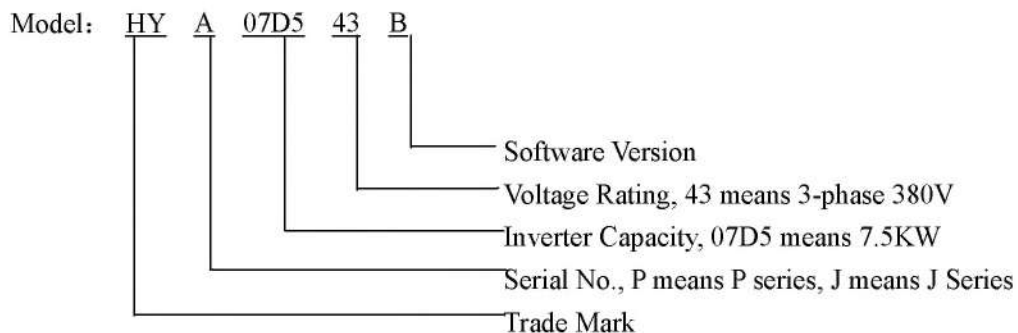 Model： HY A 07D5 43 B
Software Version
Voltage Rating, 43 means 3-phase 380V
Inverter Capacity, 07D5 means 7.5KW
Serial No., P means P series, J means J Series
Trade Mark